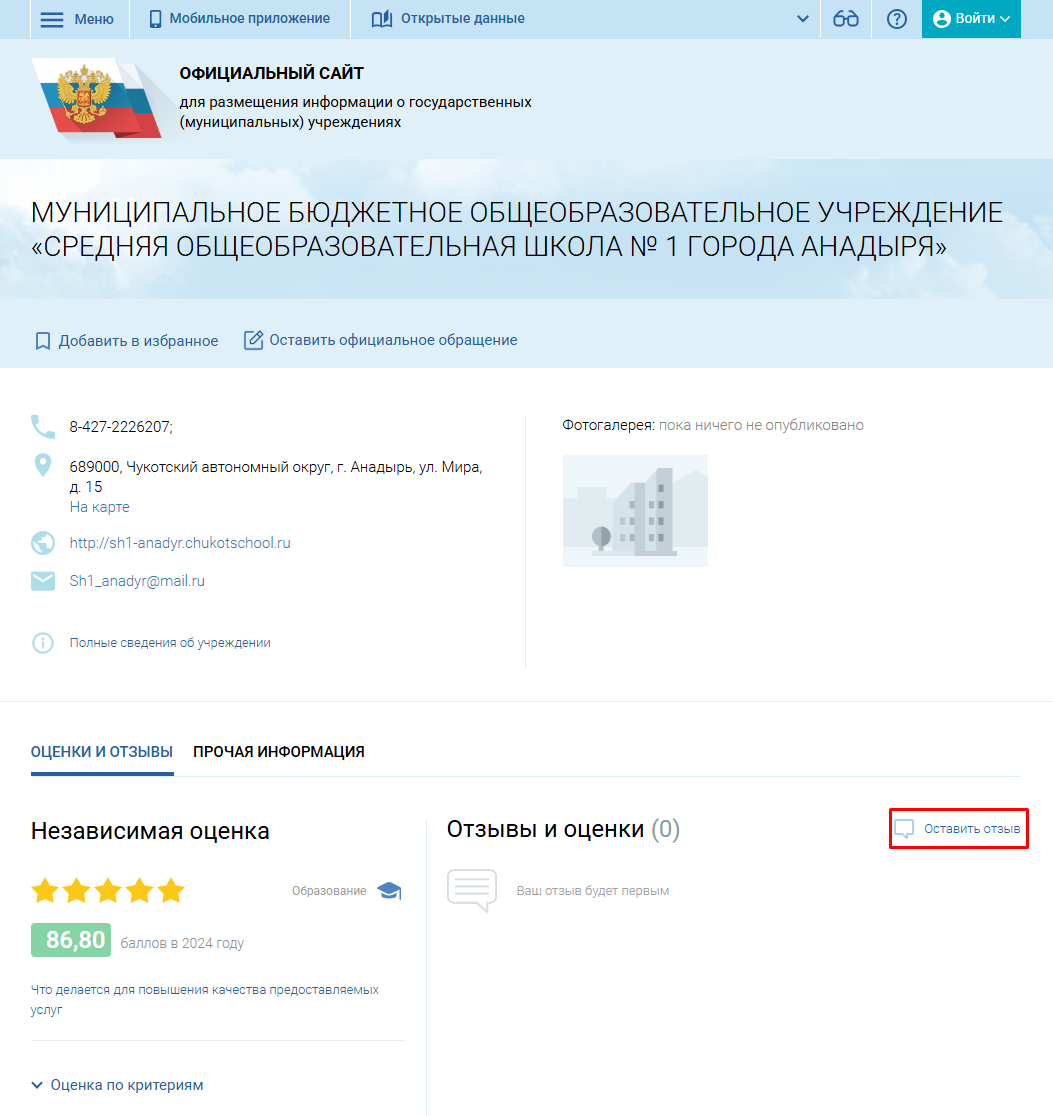 Меню
Мобильное приложение
Открытые данные
Войти
ОФИЦИАЛЬНЫЙ САЙТ
для размещения информации о государственных
(муниципальных) учреждениях
МУНИЦИПАЛЬНОЕ БЮДЖЕТНОЕ ОБЩЕОБРАЗОВАТЕЛЬНОЕ УЧРЕЖДЕНИЕ
«СРЕДНЯЯ ОБЩЕОБРАЗОВАТЕЛЬНАЯ ШКОЛА № 1 ГОРОДА АНАДЫРЯ»
Добавить в избранное
Оставить официальное обращение
8-427-2226207;
689000, Чукотский автономный округ, г. Анадырь, ул. Мира,
д. 15
На карте
http://sh1-anadyr.chukotschool.ru
Sh1_anadyr@mail.ru
Полные сведения об учреждении
Фотогалерея: пока ничего не опубликовано
ОЦЕНКИ И ОТЗЫВЫ
ПРОЧАЯ ИНФОРМАЦИЯ
Независимая оценка
Образование
86,80 баллов в 2024 году
Что делается для повышения качества предоставляемых
услуг
Оценка по критериям
Отзывы и оценки (0)
Оставить отзыв
Ваш отзыв будет первым